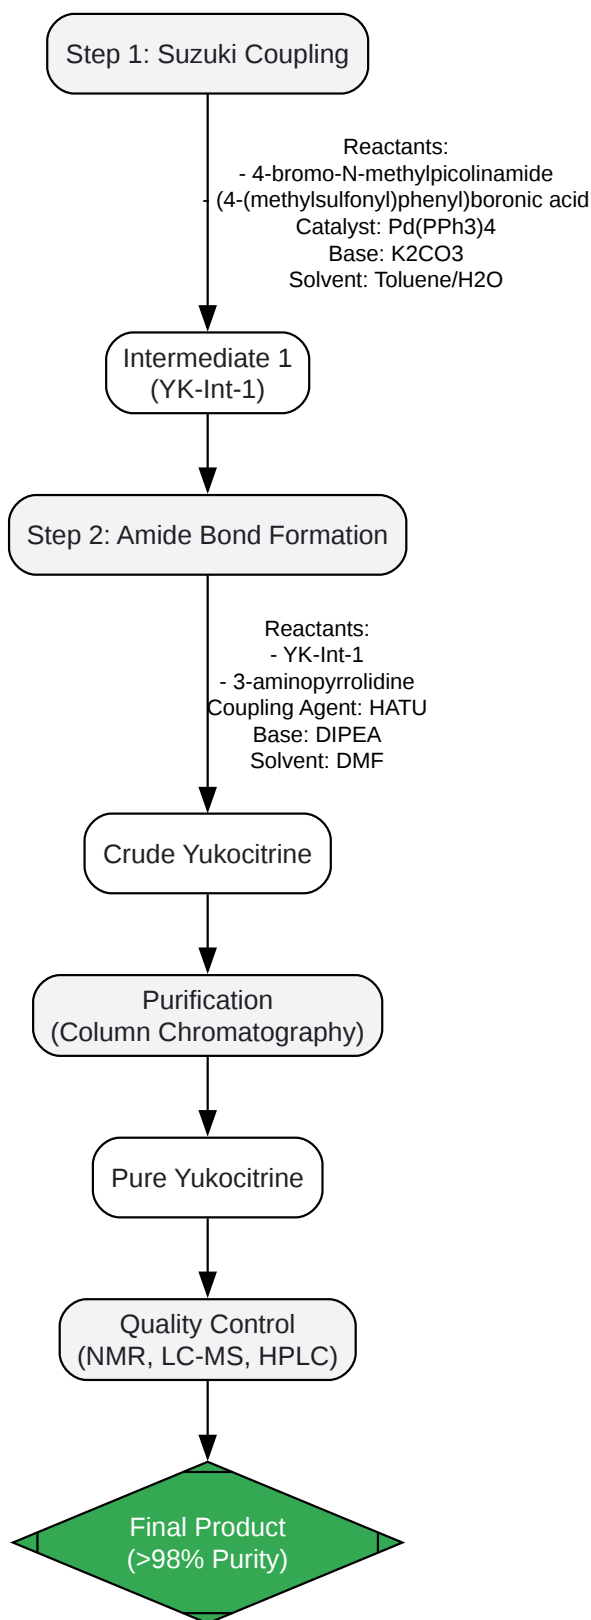 Step 1: Suzuki Coupling
Reactants:
- 4-bromo-N-methylpicolinamide
- (4-(methylsulfonyl)phenyl)boronic acid
Catalyst: Pd(PPh3)4
Base: K2CO3
Solvent: Toluene/H2O
Intermediate 1
(YK-Int-1)
Step 2: Amide Bond Formation
Reactants:
- YK-Int-1
- 3-aminopyrrolidine
Coupling Agent: HATU
Base: DIPEA
Solvent: DMF
Crude Yukocitrine
Purification
(Column Chromatography)
Pure Yukocitrine
Quality Control
(NMR, LC-MS, HPLC)
Final Product
(>98% Purity)